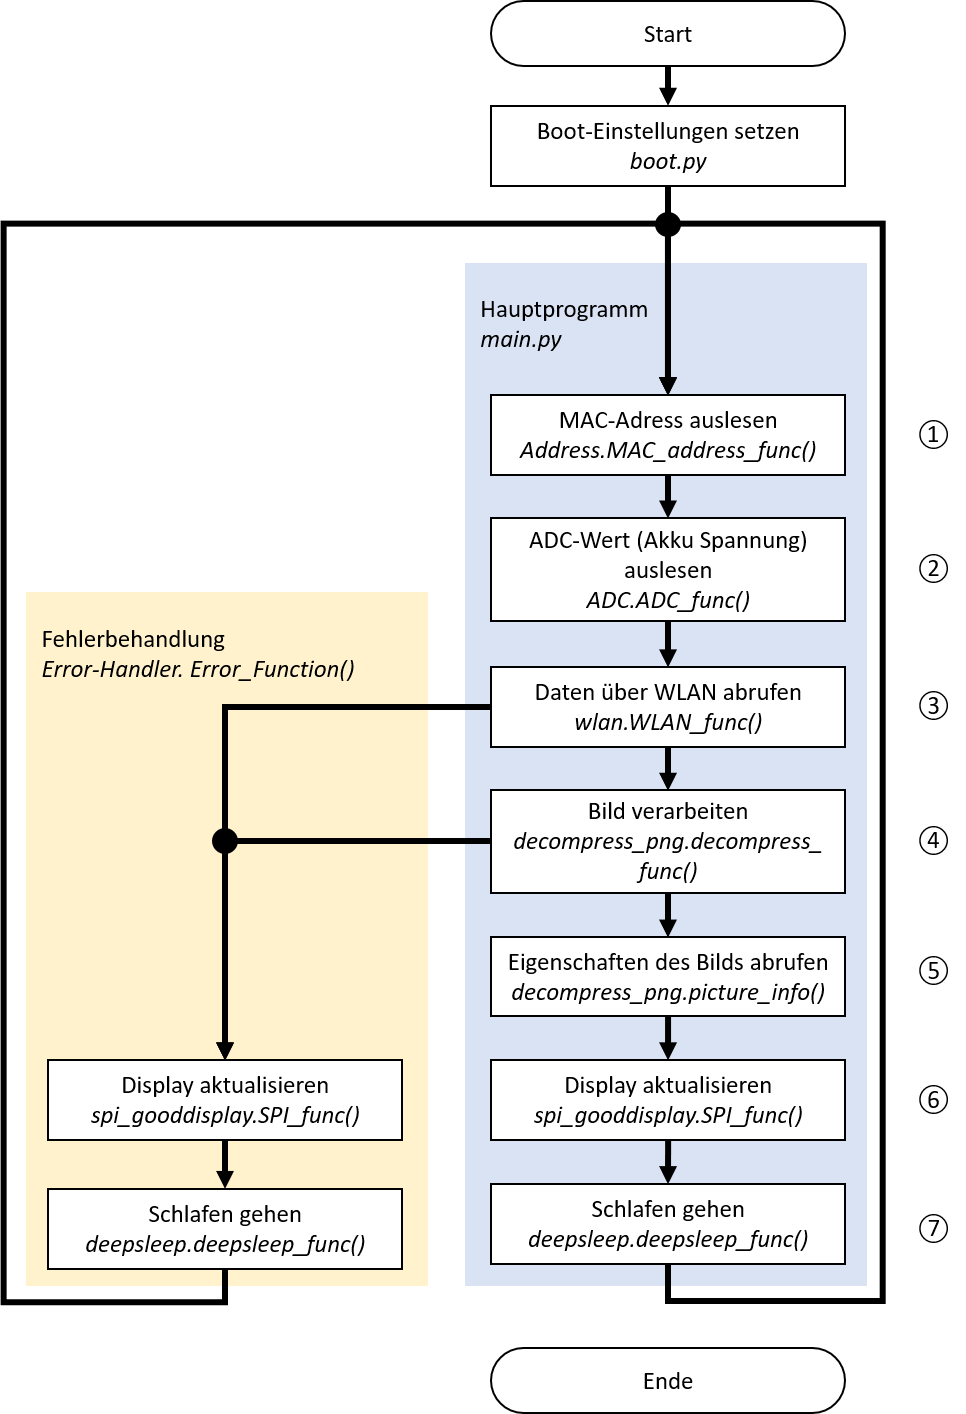 Start
Boot-Einstellungen setzen
boot.py
Hauptprogramm
main.py
MAC-Adress auslesen
Address.MAC_address_func()
①
ADC-Wert (Akku Spannung)
auslesen
ADC.ADC_func()
②
Fehlerbehandlung
Error-Handler. Error_Function()
Daten über WLAN abrufen
wlan.WLAN_func()
③
Bild verarbeiten
decompress_png.decompress_
func()
④
Eigenschaften des Bilds abrufen
decompress_png.picture_info()
⑤
Display aktualisieren
spi_gooddisplay.SPI_func()
Display aktualisieren
spi_gooddisplay.SPI_func()
⑥
Schlafen gehen
deepsleep.deepsleep_func()
Schlafen gehen
deepsleep.deepsleep_func()
⑦
Ende